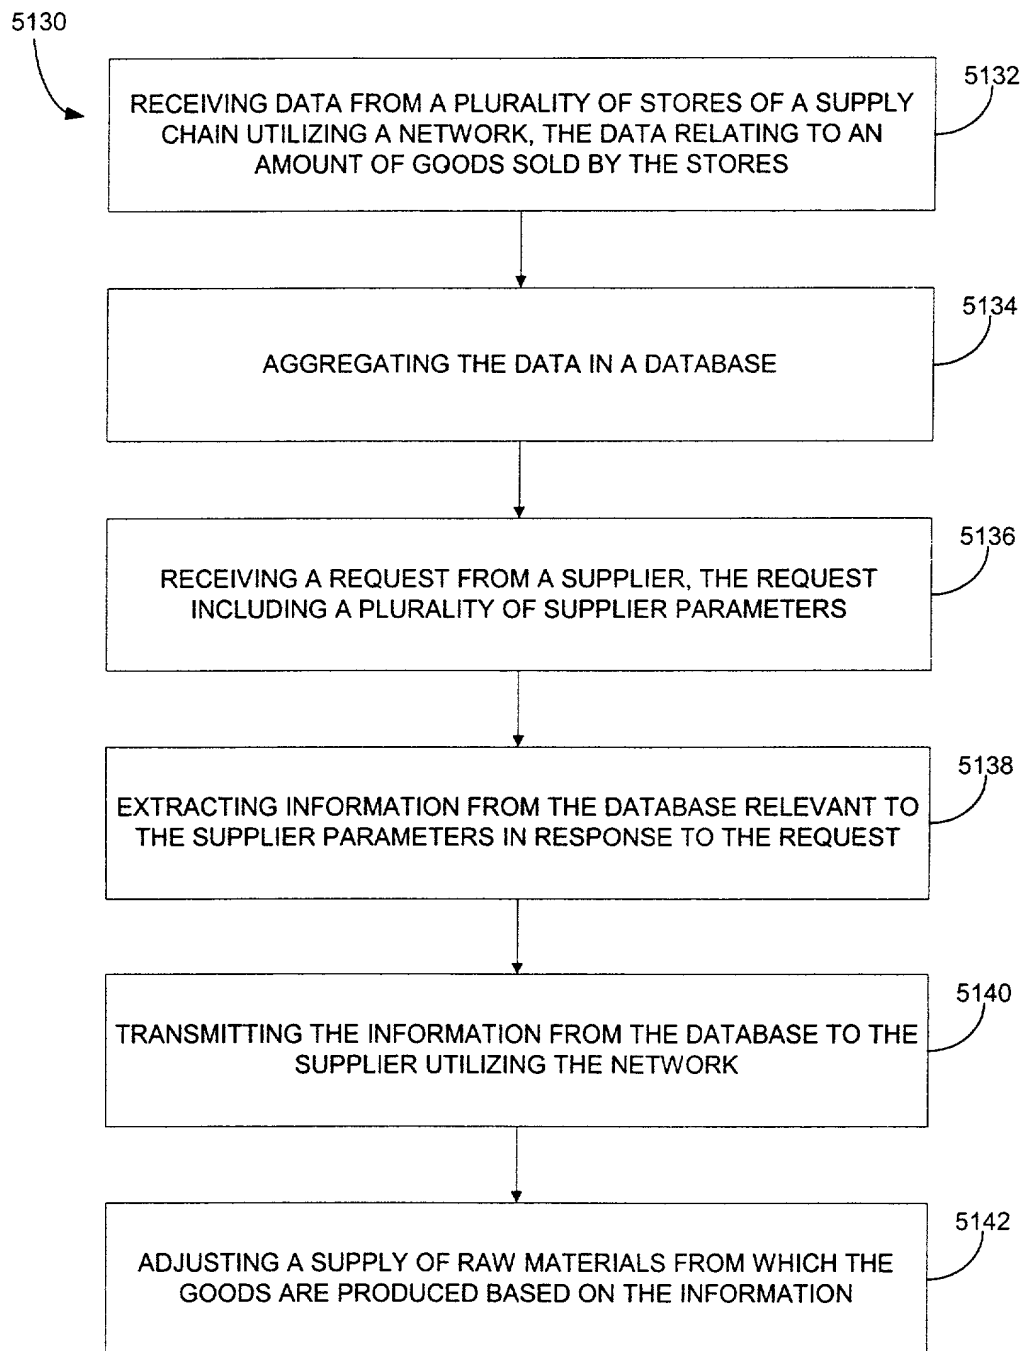 5130
5132
RECEIVING DATA FROM A PLURALITY OF STORES OF A SUPPLY
CHAIN UTILIZING A NETWORK, THE DATA RELATING TO AN
AMOUNT OF GOODS SOLD BY THE STORES
5134
AGGREGATING THE DATA IN A DATABASE
5136
RECEIVING A REQUEST FROM A SUPPLIER, THE REQUEST
INCLUDING A PLURALITY OF SUPPLIER PARAMETERS
5138
EXTRACTING INFORMATION FROM THE DATABASE RELEVANT TO
THE SUPPLIER PARAMETERS IN RESPONSE TO THE REQUEST
5140
TRANSMITTING THE INFORMATION FROM THE DATABASE TO THE
SUPPLIER UTILIZING THE NETWORK
5142
ADJUSTING A SUPPLY OF RAW MATERIALS FROM WHICH THE
GOODS ARE PRODUCED BASED ON THE INFORMATION